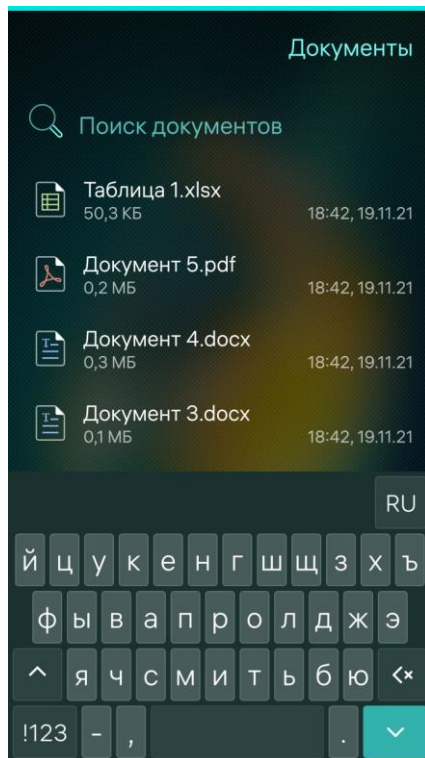 Документы
Поиск документов
Таблица 1.xlsx
50,3 КБ 18:42, 19.11.21
Документ 5.pdf
0,2 МБ 18:42, 19.11.21
Документ 4.docx
0,3 МБ 18:42, 19.11.21
Документ 3.docx
0,1 МБ 18:42, 19.11.21
RU
й ц у к е н г ш щ з х ъ
ф ы в а п р о л д ж э
я ч с м и т ь б ю
!123 - , .